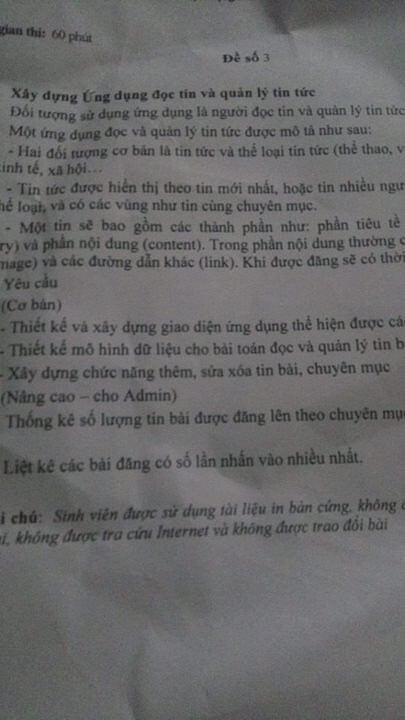 gian thi: 60 phút
Đề số 3
Xây dựng Ứng dụng đọc tin và quản lý tin tức
Đối tượng sử dụng ứng dụng là người đọc tin và quản lý tin tức
Một ứng dụng đọc và quản lý tin tức được mô tả như sau:
- Hai đối tượng cơ bản là tin tức và thể loại tin tức (thể thao, v
kinh tế, xã hội…
- Tin tức được hiển thị theo tin mới nhất, hoặc tin nhiều ngư
thể loại, và có các vùng như tin cùng chuyên mục.
- Một tin sẽ bao gồm các thành phần như: phần tiêu tề
ry) và phần nội dung (content). Trong phần nội dung thường c
mage) và các đường dẫn khác (link). Khi được đăng sẽ có thời
Yêu cầu
(Cơ bản)
- Thiết kế và xây dựng giao diện ứng dụng thể hiện được cá
- Thiết kế mô hình dữ liệu cho bài toán đọc và quản lý tin b
- Xây dựng chức năng thêm, sửa xóa tin bài, chuyên mục
(Nâng cao – cho Admin)
Thống kê số lượng tin bài được đăng lên theo chuyên mụ
Liệt kê các bài đăng có số lần nhấn vào nhiều nhất.
i chú: Sinh viên được sử dụng tài liệu in bản cứng, không
i, không được tra cứu Internet và không được trao đổi bài